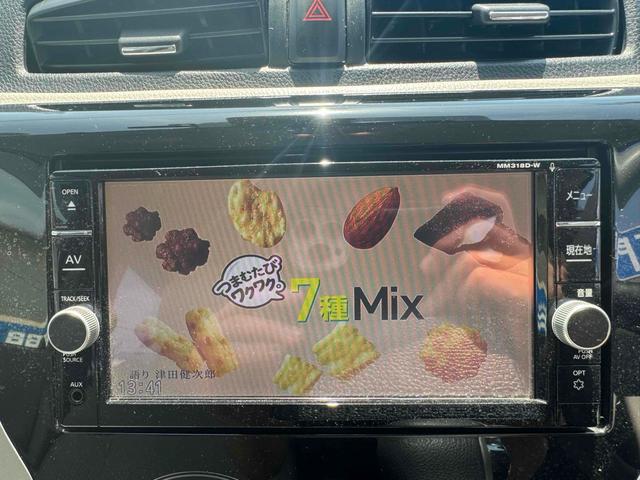 MM318D-W
OPEN
メニュー
AV
現在地
TRACK/SEEK
音量
PUSH
SOURCE
PUSH
AV OFF
AUX
OPT
つまむたび
ワクワク。
7種Mix
語り 津田健次郎
13:41